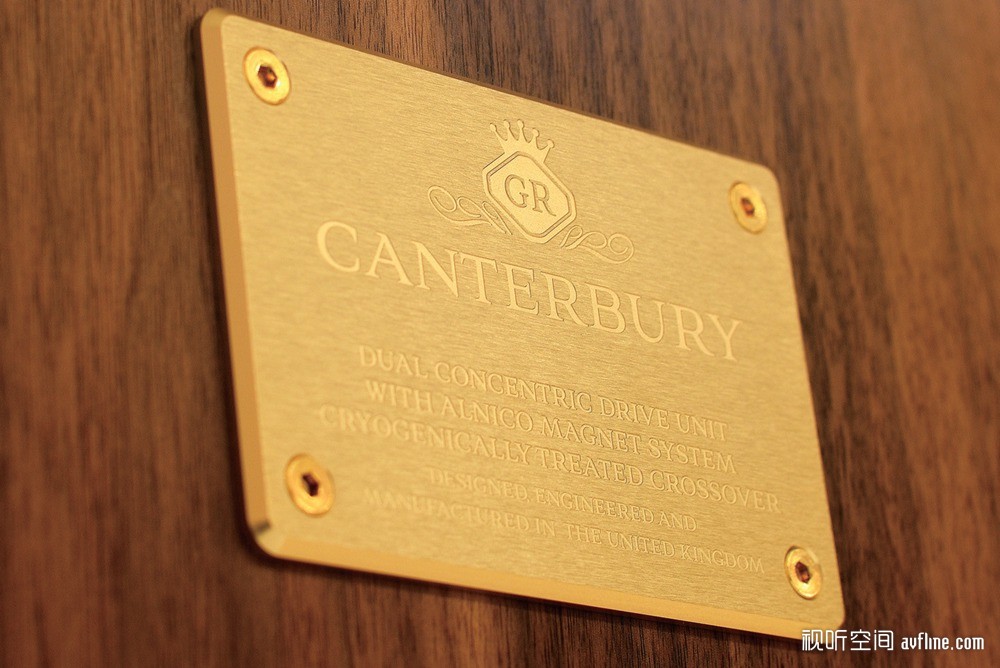 GR
CANTERBURY
DUAL CONCENTRIC DRIVE UNIT
WITH ALNICO MAGNET SYSTEM
CRYOGENICALLY TREATED CROSSOVER
DESIGNED, ENGINEERED AND
MANUFACTURED IN THE UNITED KINGDOM
视听空间 avfline.com